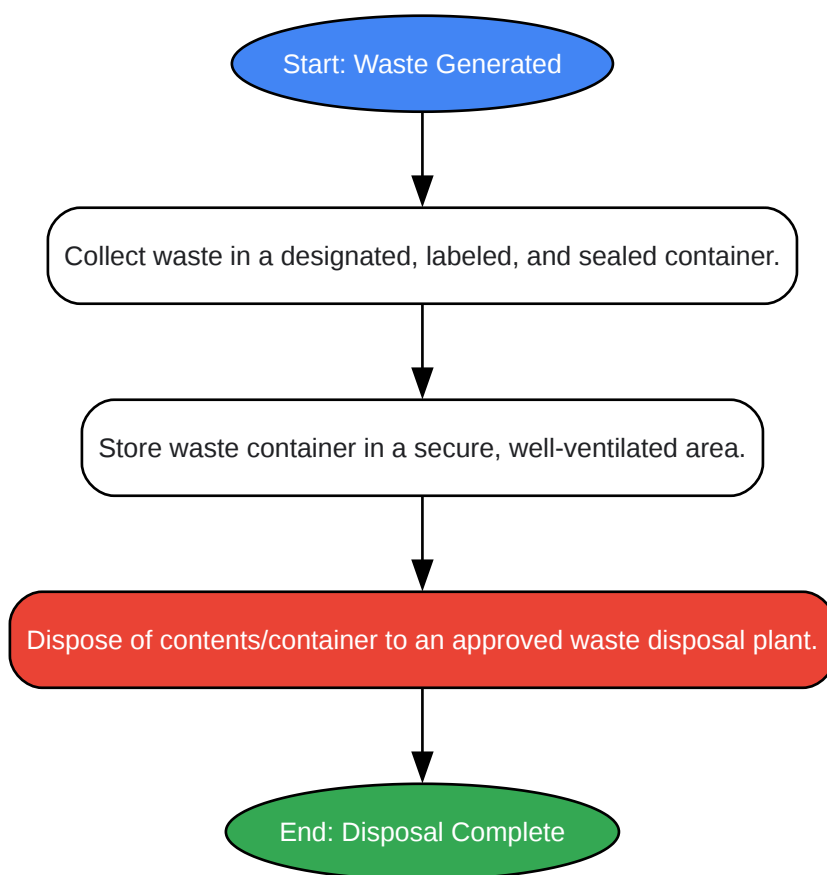 Start: Waste Generated
Collect waste in a designated, labeled, and sealed container.
Store waste container in a secure, well-ventilated area.
Dispose of contents/container to an approved waste disposal plant.
End: Disposal Complete